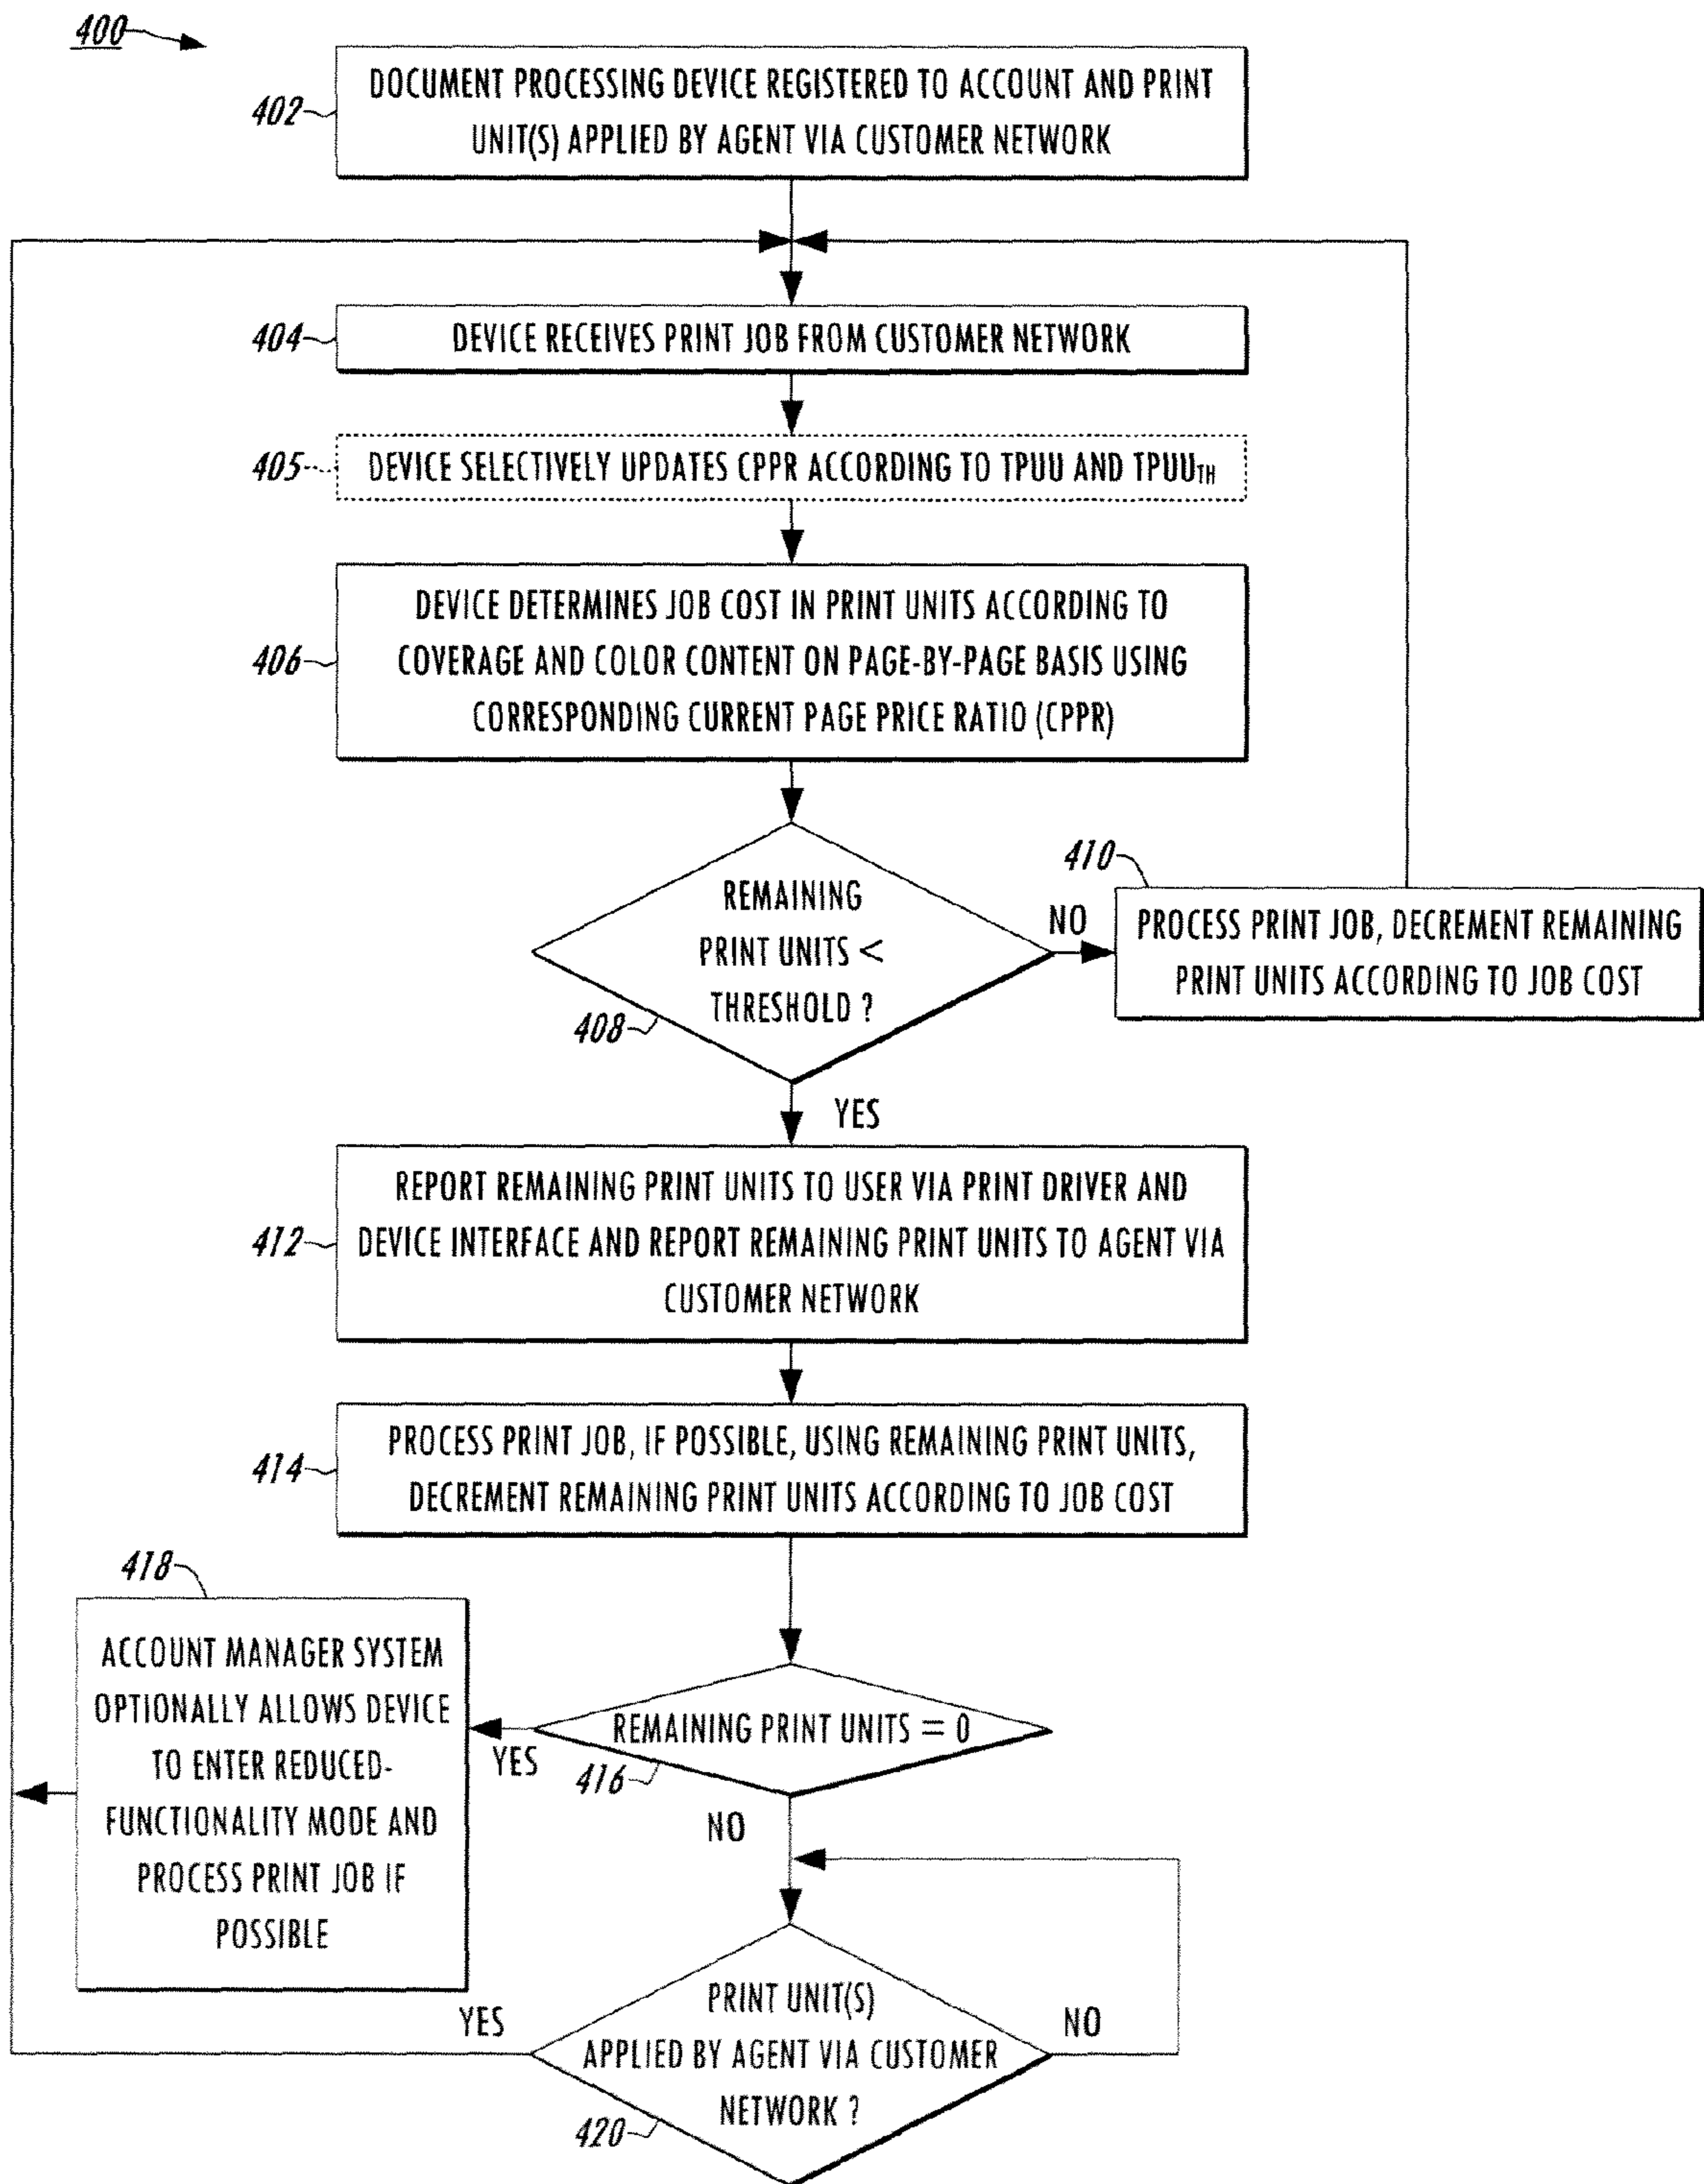 400
402
DOCUMENT PROCESSING DEVICE REGISTERED TO ACCOUNT AND PRINT
UNIT(S) APPLIED BY AGENT VIA CUSTOMER NETWORK
404
DEVICE RECEIVES PRINT JOB FROM CUSTOMER NETWORK
405
DEVICE SELECTIVELY UPDATES CPPR ACCORDING TO TPUU AND TPUUTH
406
DEVICE DETERMINES JOB COST IN PRINT UNITS ACCORDING TO
COVERAGE AND COLOR CONTENT ON PAGE-BY-PAGE BASIS USING
CORRESPONDING CURRENT PAGE PRICE RATIO (CPPR)
REMAINING
PRINT UNITS <
THRESHOLD ?
408
NO
410
PROCESS PRINT JOB, DECREMENT REMAINING
PRINT UNITS ACCORDING TO JOB COST
YES
412
REPORT REMAINING PRINT UNITS TO USER VIA PRINT DRIVER AND
DEVICE INTERFACE AND REPORT REMAINING PRINT UNITS TO AGENT VIA
CUSTOMER NETWORK
414
PROCESS PRINT JOB, IF POSSIBLE, USING REMAINING PRINT UNITS,
DECREMENT REMAINING PRINT UNITS ACCORDING TO JOB COST
REMAINING PRINT UNITS = 0
416
YES
418
ACCOUNT MANAGER SYSTEM
OPTIONALLY ALLOWS DEVICE
TO ENTER REDUCED-
FUNCTIONALITY MODE AND
PROCESS PRINT JOB IF
POSSIBLE
NO
PRINT UNIT(S)
APPLIED BY AGENT VIA CUSTOMER
NETWORK ?
420
YES
NO